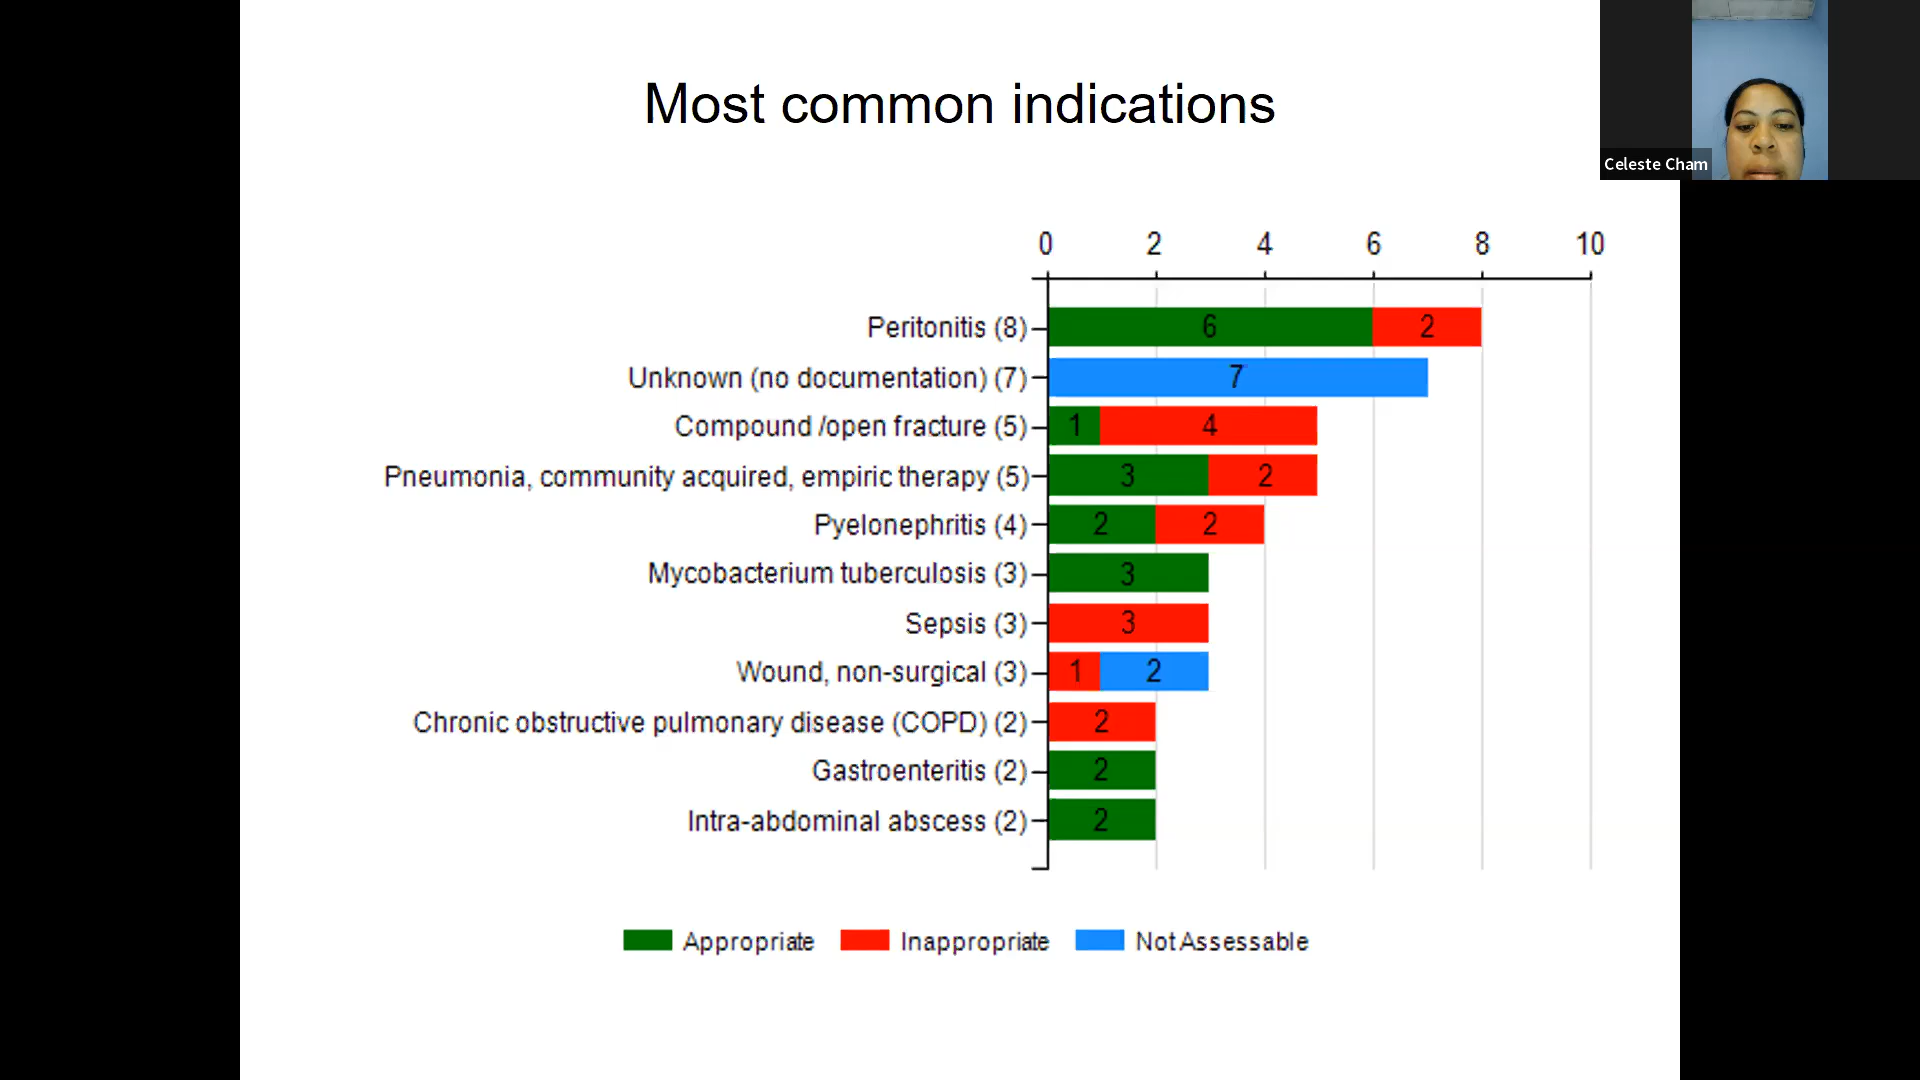 Most common indications
Celeste Cham
0 2 4 6 8 10
Peritonitis (8) 6 2
Unknown (no documentation) (7) 7
Compound /open fracture (5) 1 4
Pneumonia, community acquired, empiric therapy (5) 3 2
Pyelonephritis (4) 2 2
Mycobacterium tuberculosis (3) 3
Sepsis (3) 3
Wound, non-surgical (3) 1 2
Chronic obstructive pulmonary disease (COPD) (2) 2
Gastroenteritis (2) 2
Intra-abdominal abscess (2) 2
Appropriate Inappropriate Not Assessable